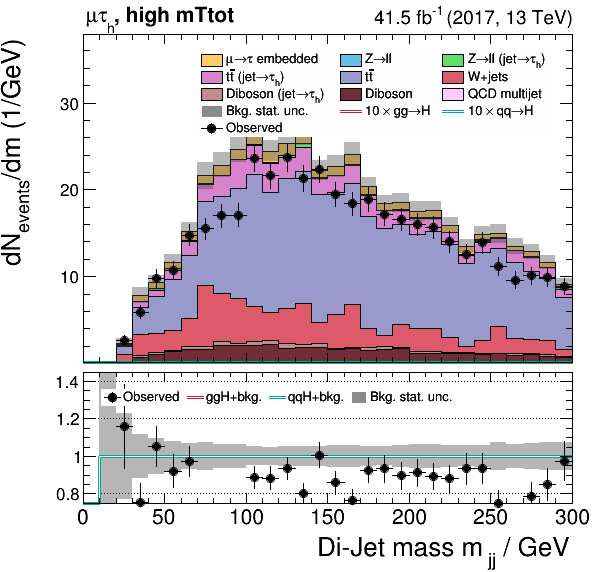 μτh, high mTtot 41.5 fb⁻¹ (2017, 13 TeV)
μ→τ embedded Z→ll Z→ll (jet→τh)
tt̄ (jet→τh) tt̄ W+jets
Diboson (jet→τh) Diboson QCD multijet
Bkg. stat. unc. 10 × gg→H 10 × qq→H
Observed
dNevents/dm (1/GeV)
30
20
10
1.4
Observed ggH+bkg. qqH+bkg. Bkg. stat. unc.
1.2
1
0.8
0 50 100 150 200 250 300
Di-Jet mass mjj / GeV